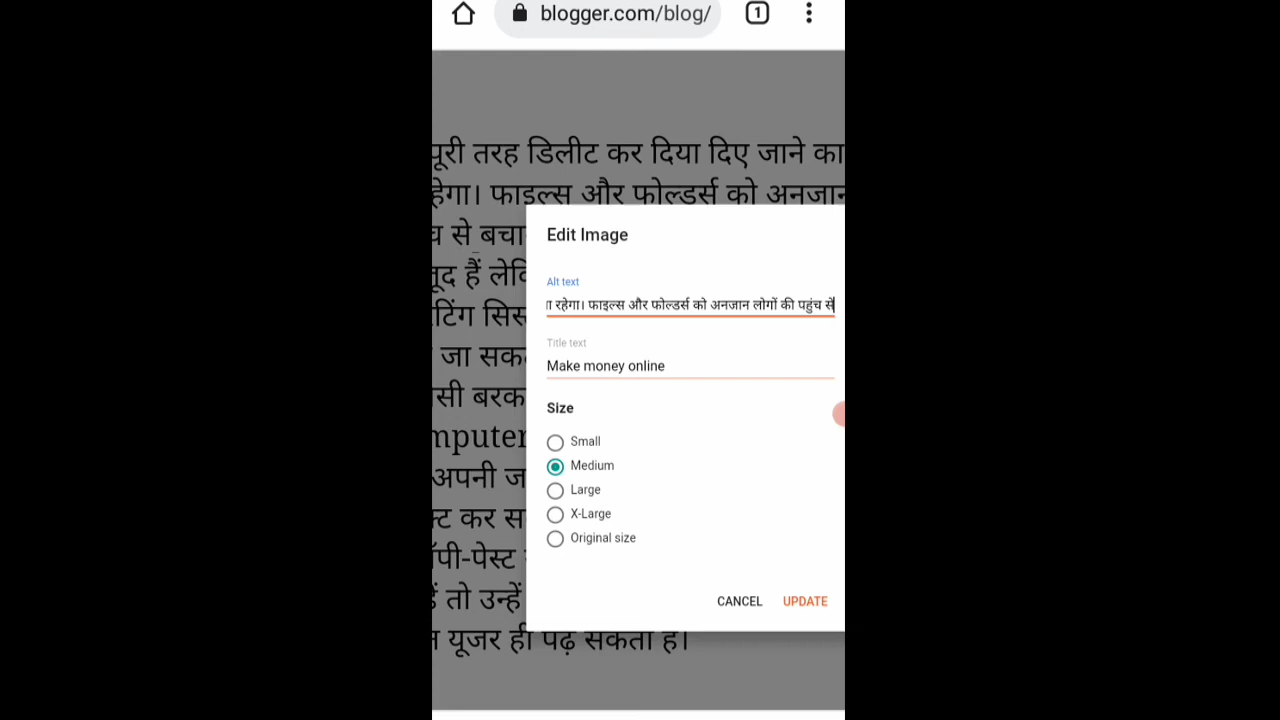 blogger.com/blog/
1
पूरी तरह डिलीट कर दिया दिए जाने का
हेगा। फाइल्स और फोल्डर्स को अनजान
च से बचा
जूद हैं
टिंग
जा सक
सी बरक
mputer
अपनी ज
कर स
पी-पेस्ट
तो उन्हें
यूजर ही पढ़ सकता है।
Edit Image
Alt text
रहेगा। फाइल्स और फोल्डर्स को अनजान लोगों की पहुंच से
Title text
Make money online
Size
Small
Medium
Large
X-Large
Original size
CANCEL UPDATE